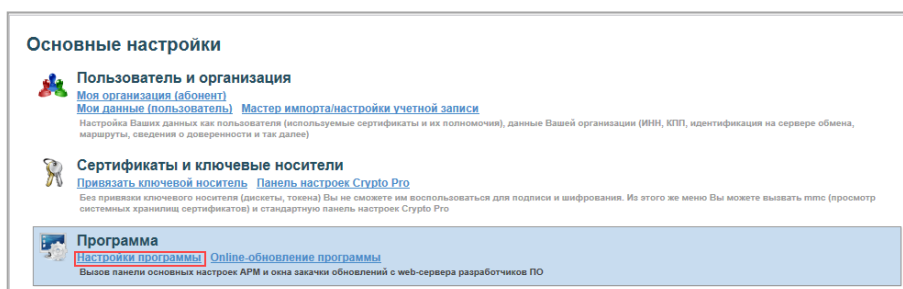 Основные настройки
Пользователь и организация
Моя организация (абонент)
Мои данные (пользователь) Мастер импорта/настройки учетной записи
Настройка Ваших данных как пользователя (используемые сертификаты и их полномочия), данные Вашей организации (ИНН, КПП, идентификация на сервере обмена,
маршруты, сведения о доверенности и так далее)
Сертификаты и ключевые носители
Привязать ключевой носитель Панель настроек Crypto Pro
Без привязки ключевого носителя (дискеты, токена) Вы не сможете им воспользоваться для подписи и шифрования. Из этого же меню Вы можете вызвать mmc (просмотр
системных хранилищ сертификатов) и стандартную панель настроек Crypto Pro
Программа
Настройки программы Online-обновление программы
Вызов панели основных настроек АРМ и окна закачки обновлений с web-сервера разработчиков ПО